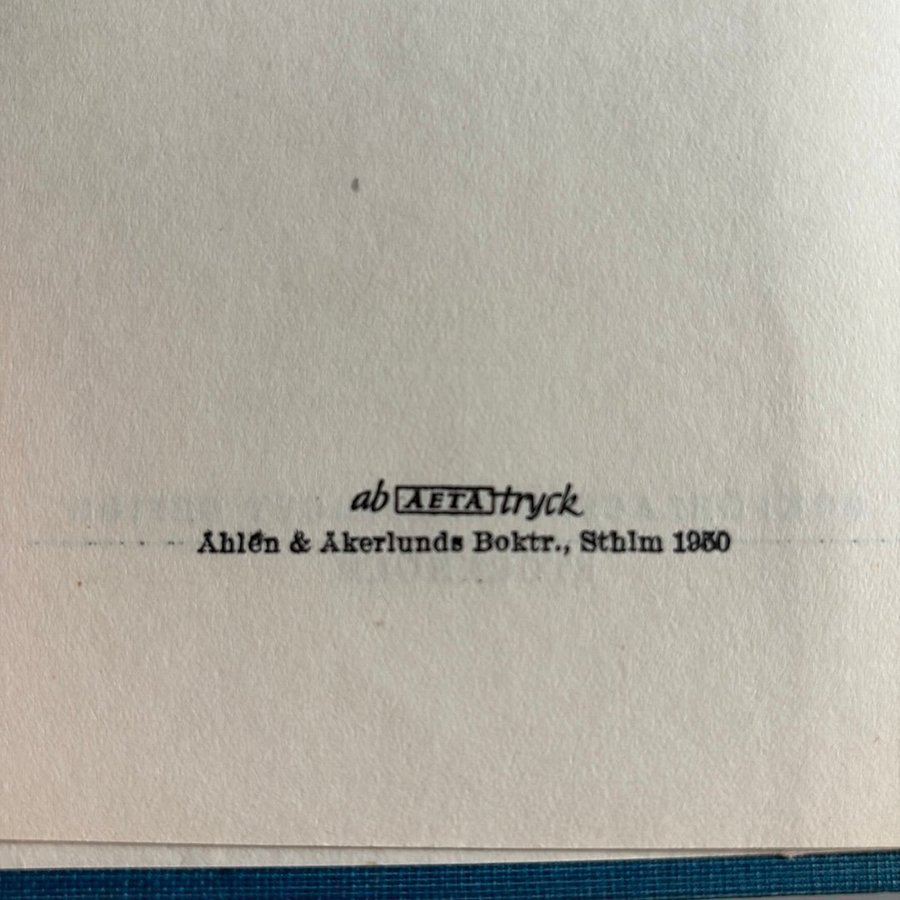 ab AETA tryck
Åhlén & Åkerlunds Boktr., Sthlm 1950